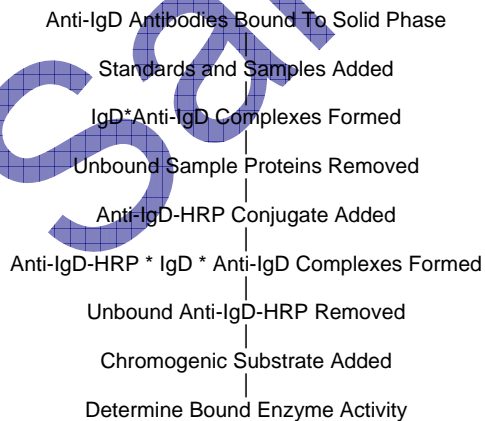 Anti-IgD Antibodies Bound To Solid Phase
Standards and Samples Added
IgD*Anti-IgD Complexes Formed
Unbound Sample Proteins Removed
Anti-IgD-HRP Conjugate Added
Anti-IgD-HRP * IgD * Anti-IgD Complexes Formed
Unbound Anti-IgD-HRP Removed
Chromogenic Substrate Added
Determine Bound Enzyme Activity